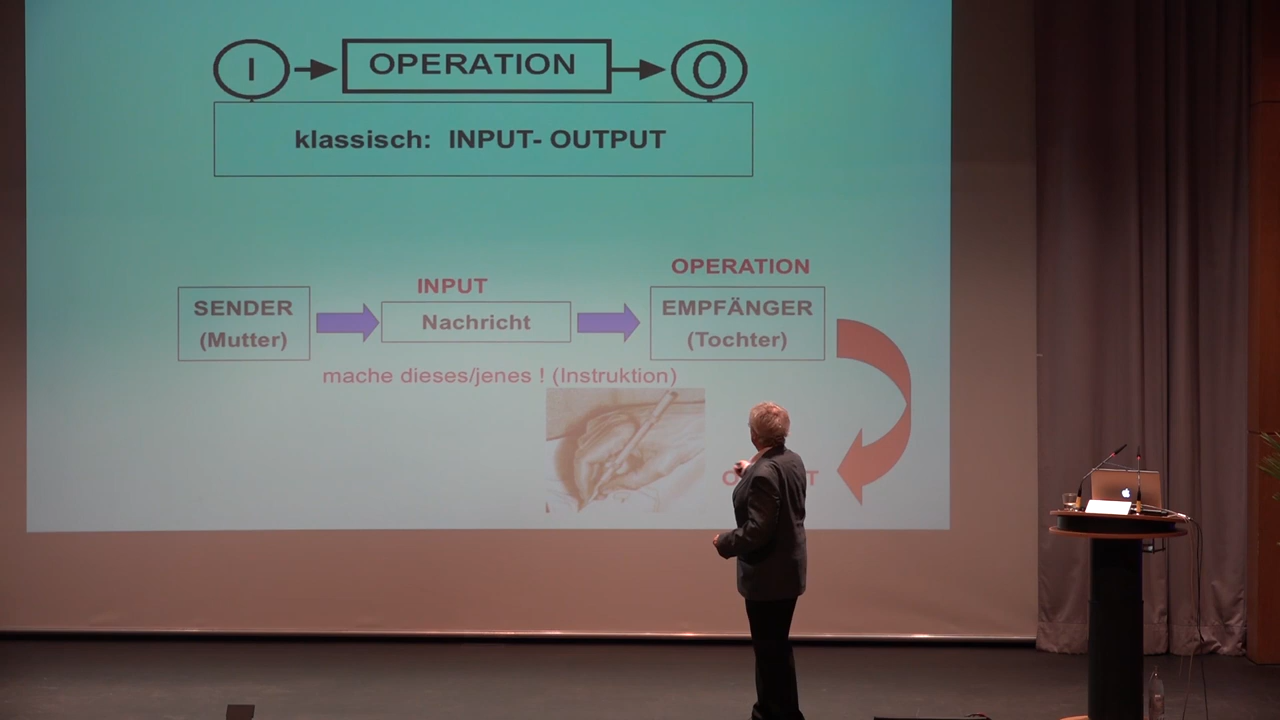 I
OPERATION
O
klassisch: INPUT- OUTPUT
OPERATION
INPUT
SENDER
(Mutter)
Nachricht
EMPFÄNGER
(Tochter)
mache dieses/jenes ! (Instruktion)